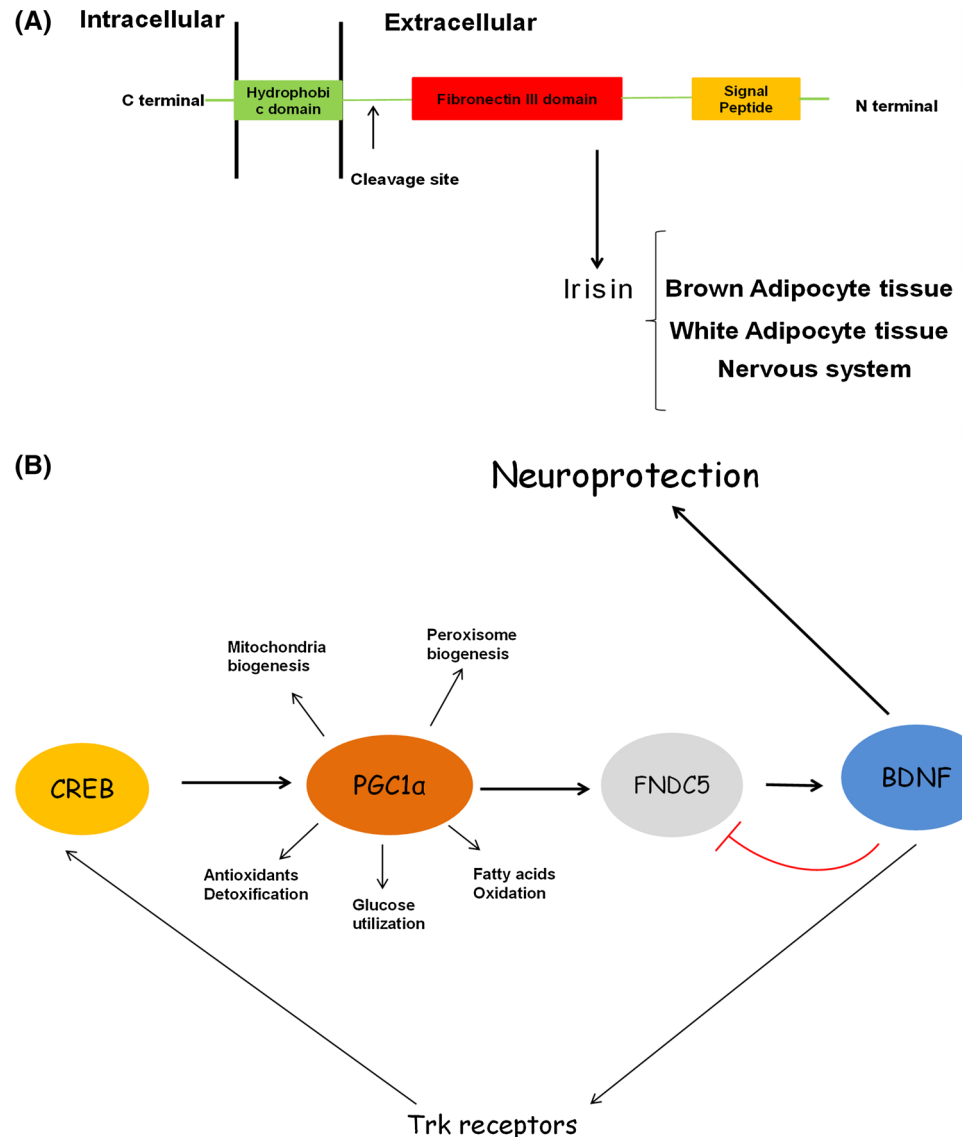 (A)
Intracellular
Extracellular
C terminal
Hydrophobi
c domain
Fibronectin III domain
Signal
Peptide
N terminal
Cleavage site
Irisin
Brown Adipocyte tissue
White Adipocyte tissue
Nervous system
(B)
Neuroprotection
Mitochondria
biogenesis
Peroxisome
biogenesis
CREB
PGC1α
FNDC5
BDNF
Antioxidants
Detoxification
Glucose
utilization
Fatty acids
Oxidation
Trk receptors